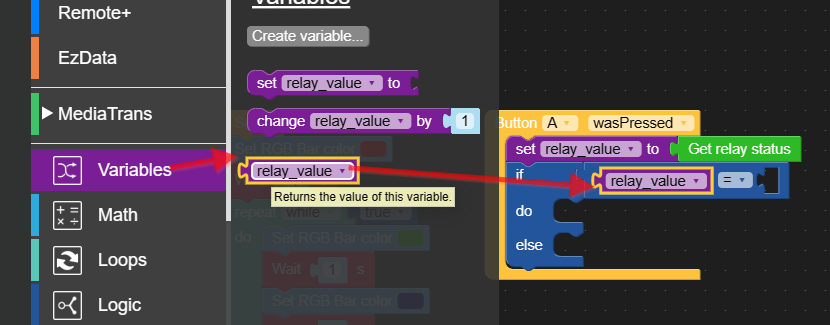 Variables
Remote+
EzData
MediaTrans
Variables
Math
Loops
Logic
Create variable...
set relay_value to
change relay_value by 1
Set RGB Bar color
relay_value
Returns the value of this variable.
repeat while true
do Set RGB Bar color
Wait 1 s
Set RGB Bar color
Button A wasPressed
set relay_value to Get relay status
if relay_value =
do
else